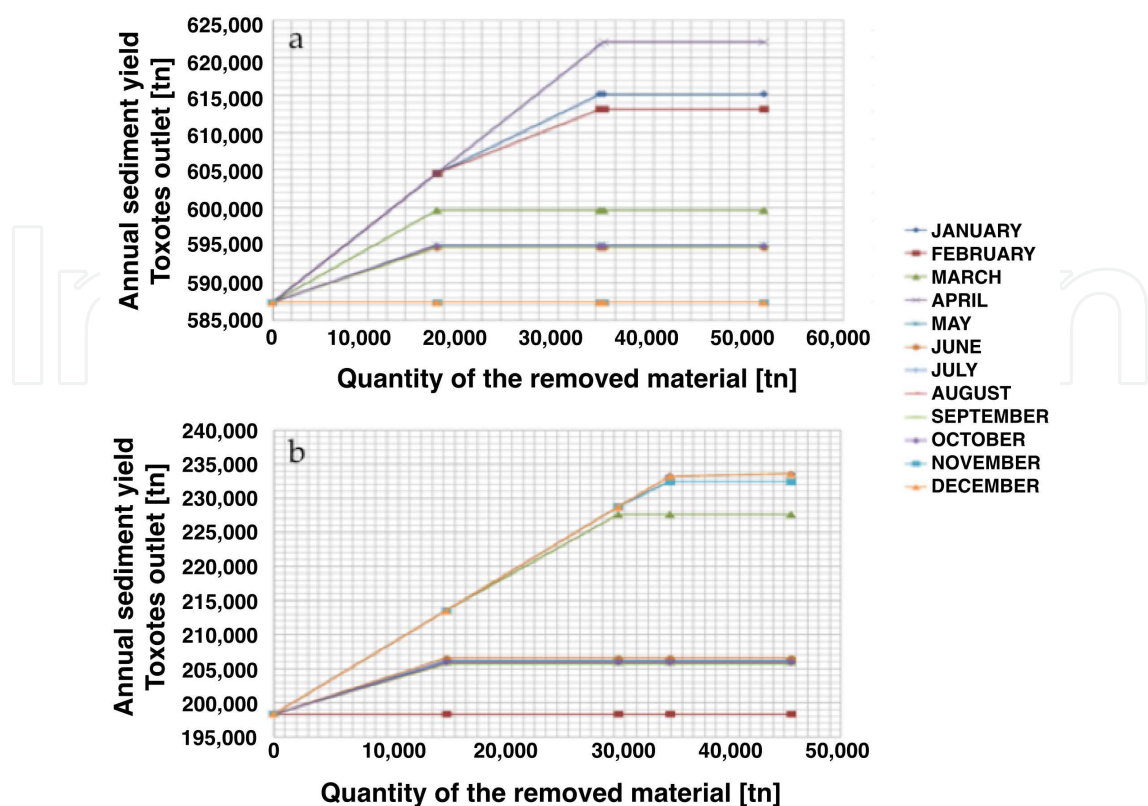 a
625,000
620,000
615,000
610,000
605,000
600,000
595,000
590,000
585,000
Annual sediment yield
Toxotes outlet [tn]
0 10,000 20,000 30,000 40,000 50,000 60,000
Quantity of the removed material [tn]
JANUARY
FEBRUARY
MARCH
APRIL
MAY
JUNE
JULY
AUGUST
SEPTEMBER
OCTOBER
NOVEMBER
DECEMBER
b
240,000
235,000
230,000
225,000
220,000
215,000
210,000
205,000
200,000
195,000
Annual sediment yield
Toxotes outlet [tn]
0 10,000 20,000 30,000 40,000 50,000
Quantity of the removed material [tn]